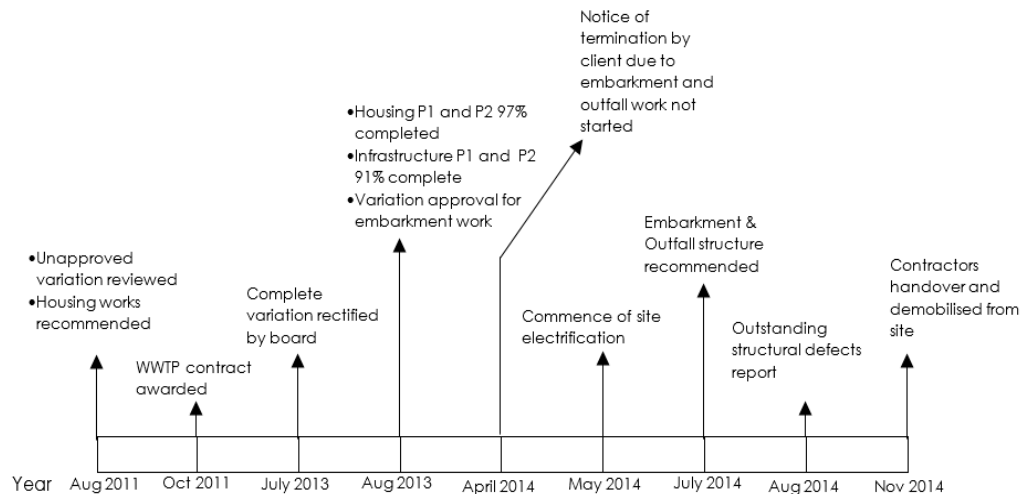 •Unapproved
variation reviewed
•Housing works
recommended
WWTP contract
awarded
Complete
variation rectified
by board
•Housing P1 and P2 97%
completed
•Infrastructure P1 and P2
91% complete
•Variation approval for
embarkment work
Notice of
termination by
client due to
embarkment and
outfall work not
started
Commence of site
electrification
Embarkment &
Outfall structure
recommended
Outstanding
structural defects
report
Contractors
handover and
demobilised from
site
Year Aug 2011 Oct 2011 July 2013 Aug 2013 April 2014 May 2014 July 2014 Aug 2014 Nov 2014